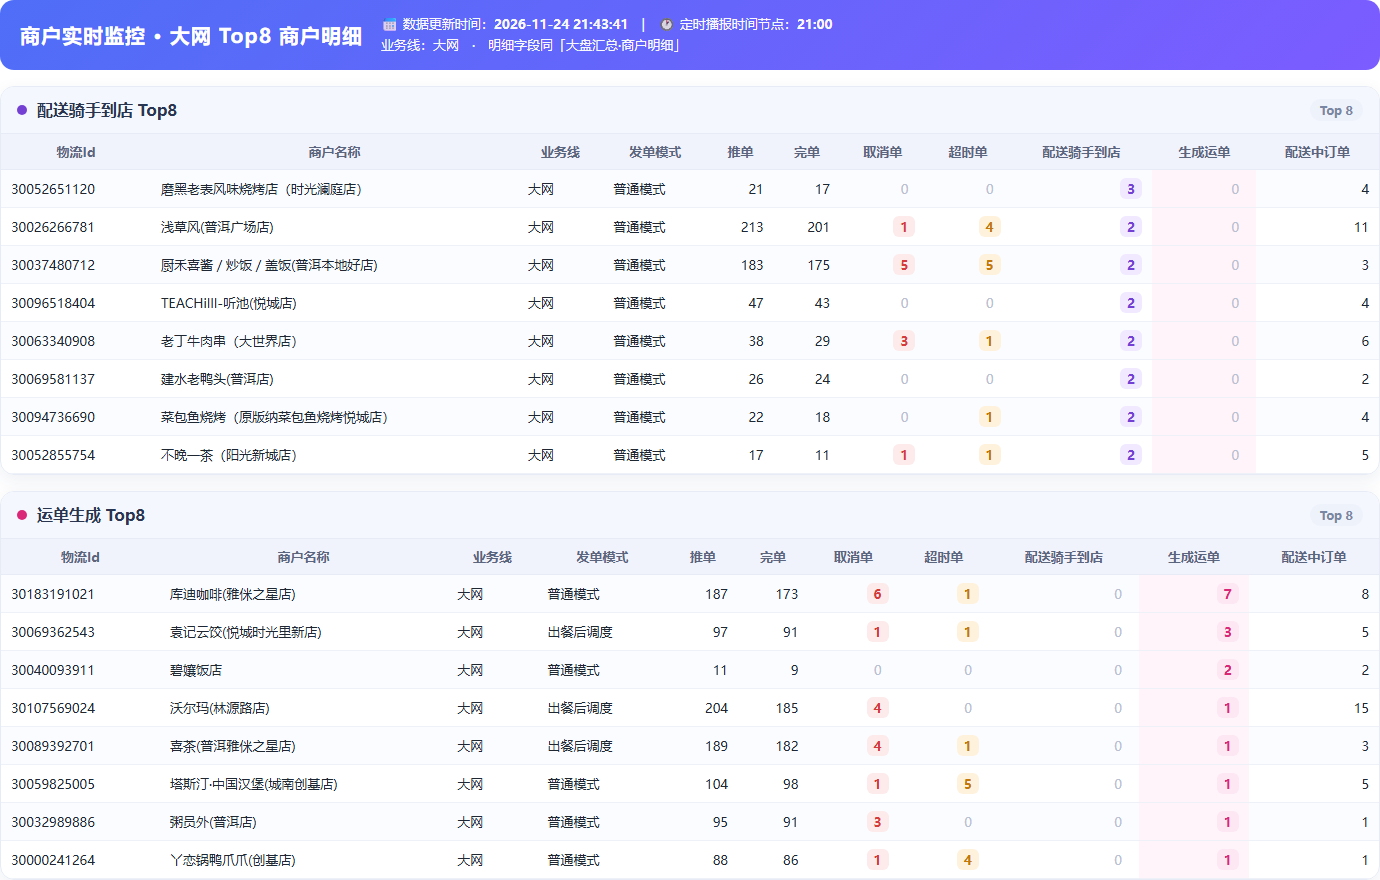 商户实时监控 • 大网 Top8 商户明细
数据更新时间：2026-11-24 21:43:41 | 定时播报时间节点：21:00
业务线：大网 · 明细字段同「大盘汇总·商户明细」
配送骑手到店 Top8 Top 8
物流Id 商户名称 业务线 发单模式 推单 完单 取消单 超时单 配送骑手到店 生成运单 配送中订单
30052651120 磨黑老表风味烧烤店（时光澜庭店） 大网 普通模式 21 17 0 0 3 0 4
30026266781 浅草风(普洱广场店) 大网 普通模式 213 201 1 4 2 0 11
30037480712 厨禾喜酱 / 炒饭 / 盖饭(普洱本地好店) 大网 普通模式 183 175 5 5 2 0 3
30096518404 TEACHilll-听池(悦城店) 大网 普通模式 47 43 0 0 2 0 4
30063340908 老丁牛肉串（大世界店） 大网 普通模式 38 29 3 1 2 0 6
30069581137 建水老鸭头(普洱店) 大网 普通模式 26 24 0 0 2 0 2
30094736690 菜包鱼烧烤（原版纳菜包鱼烧烤悦城店） 大网 普通模式 22 18 0 1 2 0 4
30052855754 不晚一茶（阳光新城店） 大网 普通模式 17 11 1 1 2 0 5
运单生成 Top8 Top 8
物流Id 商户名称 业务线 发单模式 推单 完单 取消单 超时单 配送骑手到店 生成运单 配送中订单
30183191021 库迪咖啡(雅侎之星店) 大网 普通模式 187 173 6 1 0 7 8
30069362543 袁记云饺(悦城时光里新店) 大网 出餐后调度 97 91 1 1 0 3 5
30040093911 碧孃饭店 大网 普通模式 11 9 0 0 0 2 2
30107569024 沃尔玛(林源路店) 大网 出餐后调度 204 185 4 0 0 1 15
30089392701 喜茶(普洱雅侎之星店) 大网 出餐后调度 189 182 4 1 0 1 3
30059825005 塔斯汀·中国汉堡(城南创基店) 大网 普通模式 104 98 1 5 0 1 5
30032989886 粥员外(普洱店) 大网 普通模式 95 91 3 0 0 1 1
30000241264 丫恋锅鸭爪爪(创基店) 大网 普通模式 88 86 1 4 0 1 1